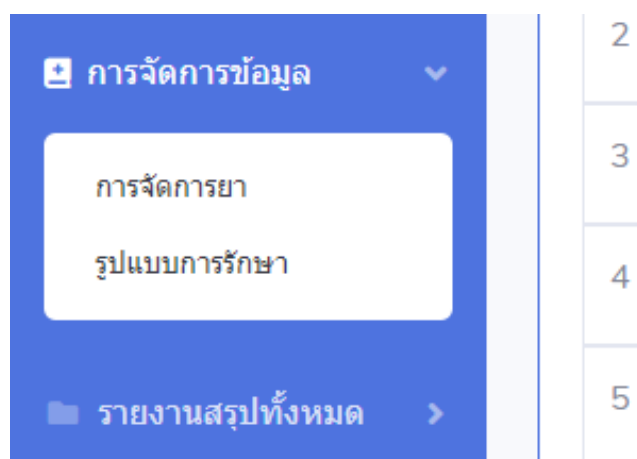 การจัดการข้อมูล
การจัดการยา
รูปแบบการรักษา
รายงานสรุปทั้งหมด
2
3
4
5